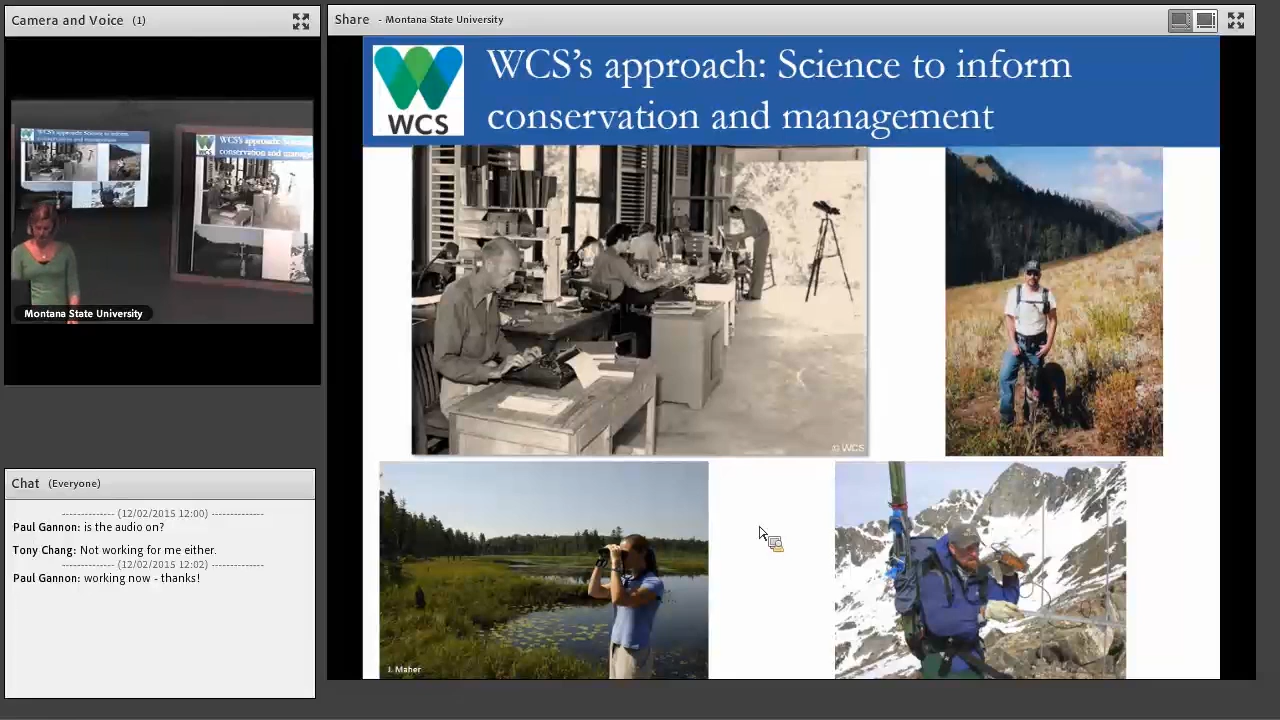 Camera and Voice (1)
Montana State University
Chat (Everyone)
-------------- (12/02/2015 12:00) --------------
Paul Gannon: is the audio on?
Tony Chang: Not working for me either.
-------------- (12/02/2015 12:02) --------------
Paul Gannon: working now - thanks!
Share - Montana State University
WCS
WCS's approach: Science to inform
conservation and management
© WCS
J. Maher